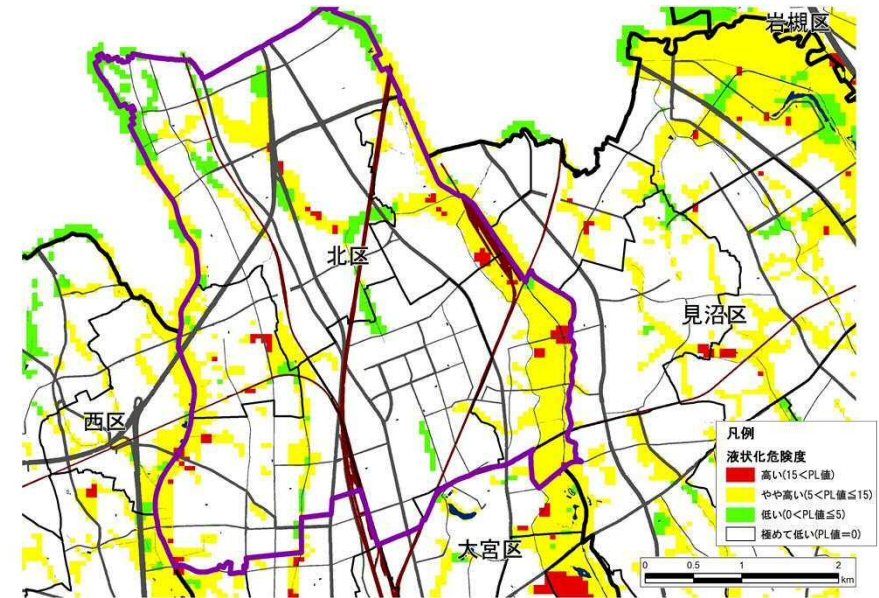 岩槻区
北区
見沼区
西区
大宮区
凡例
液状化危険度
高い(15<PL値)
やや高い(5<PL値≦15)
低い(0<PL値≦5)
極めて低い(PL値=0)
0 0.5 1 2
km